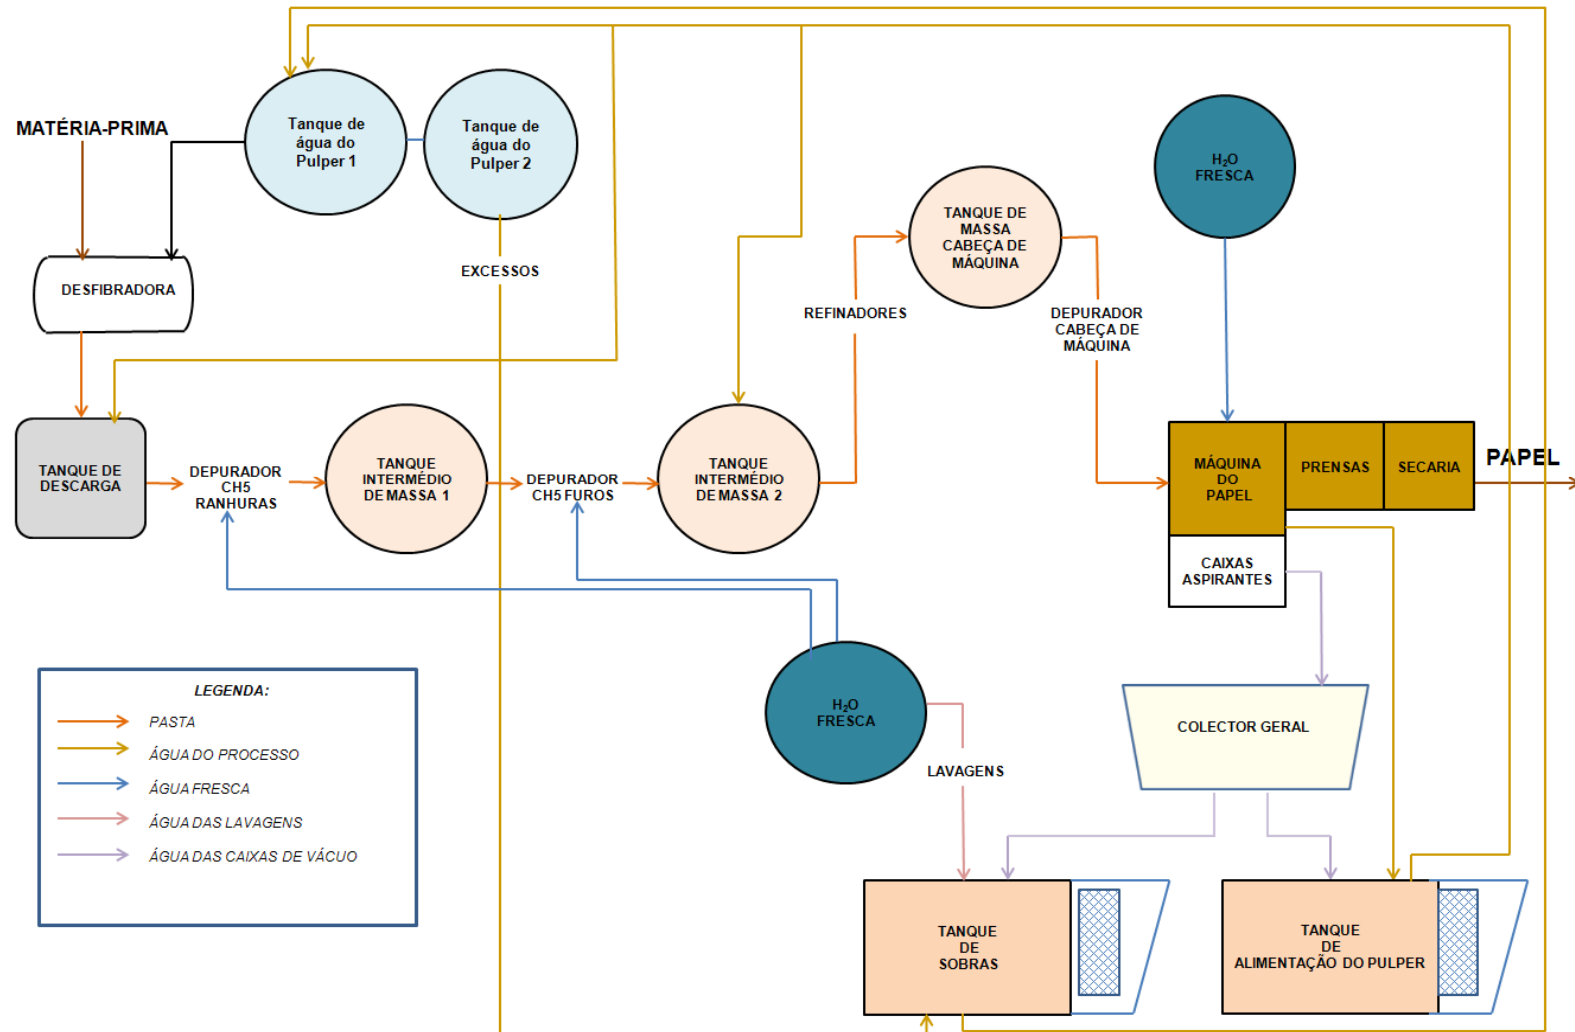 MATÉRIA-PRIMA
Tanque de
água do
Pulper 1
Tanque de
água do
Pulper 2
H₂O
FRESCA
TANQUE DE
MASSA
CABEÇA DE
MÁQUINA
DESFIBRADORA
EXCESSOS
REFINADORES
DEPURADOR
CABEÇA DE
MÁQUINA
TANQUE DE
DESCARGA
DEPURADOR
CH5
RANHURAS
TANQUE
INTERMÉDIO
DE MASSA 1
DEPURADOR
CH5 FUROS
TANQUE
INTERMÉDIO
DE MASSA 2
MÁQUINA
DO
PAPEL
PRENSAS
SECARIA
PAPEL
CAIXAS
ASPIRANTES
LEGENDA:
PASTA
ÁGUA DO PROCESSO
ÁGUA FRESCA
ÁGUA DAS LAVAGENS
ÁGUA DAS CAIXAS DE VÁCUO
H₂O
FRESCA
LAVAGENS
COLECTOR GERAL
TANQUE
DE
SOBRAS
TANQUE
DE
ALIMENTAÇÃO DO PULPER